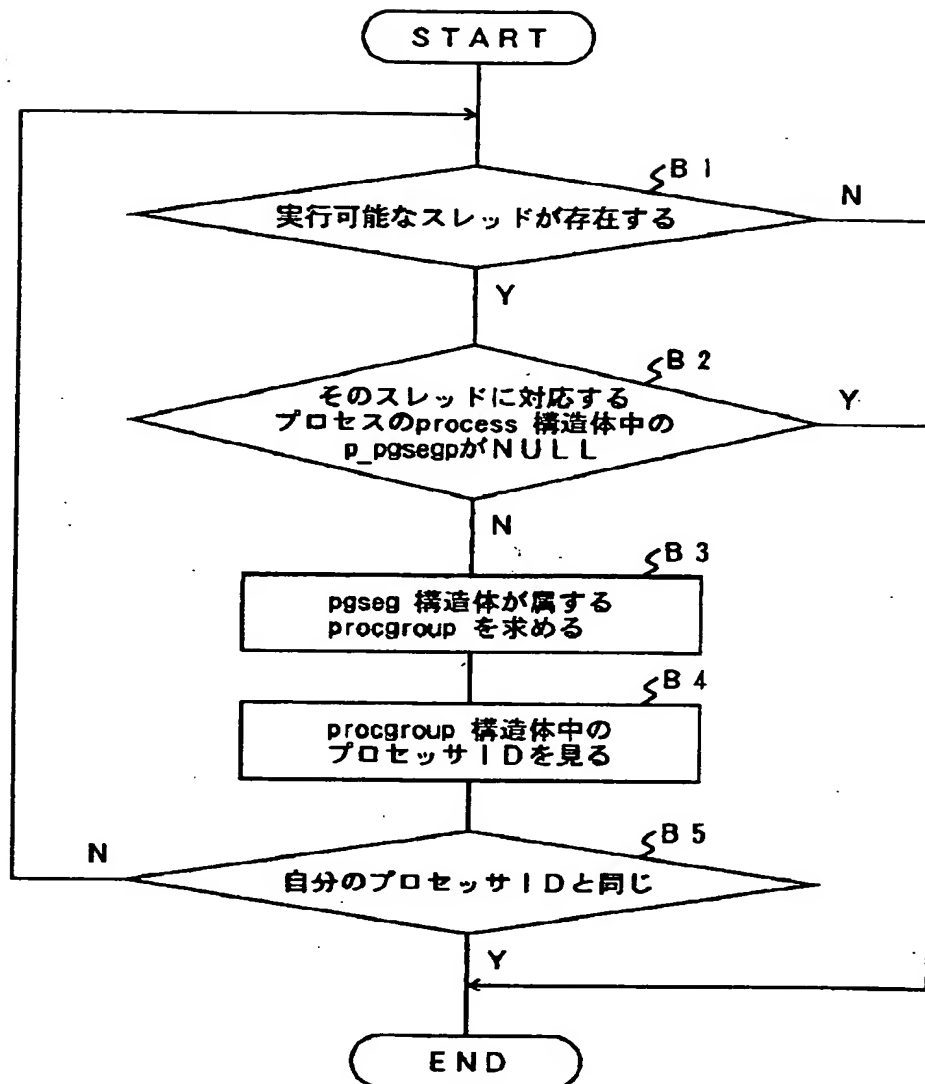 START
B1
N
実行可能なスレッドが存在する
Y
B2
そのスレッドに対応する
Y
プロセスのprocess 構造体中の
p_pgsegpがNULL
N
B3
pgseg 構造体が属する
procgroup を求める
B4
procgroup 構造体中の
プロセッサIDを見る
B5
N
自分のプロセッサIDと同じ
Y
END